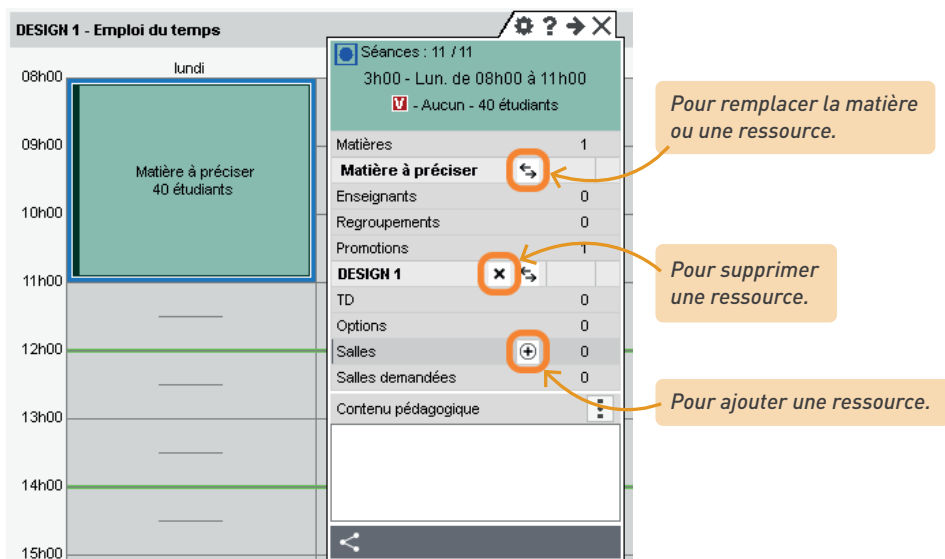 DESIGN 1 - Emploi du temps
?
lundi
08h00
09h00
10h00
11h00
12h00
13h00
14h00
15h00
Matière à préciser
40 étudiants
Séances : 11 / 11
3h00 - Lun. de 08h00 à 11h00
V - Aucun - 40 étudiants
Matières 1
Matière à préciser
Enseignants 0
Regroupements 0
Promotions 1
DESIGN 1
TD 0
Options 0
Salles 0
Salles demandées 0
Contenu pédagogique
Pour remplacer la matière
ou une ressource.
Pour supprimer
une ressource.
Pour ajouter une ressource.